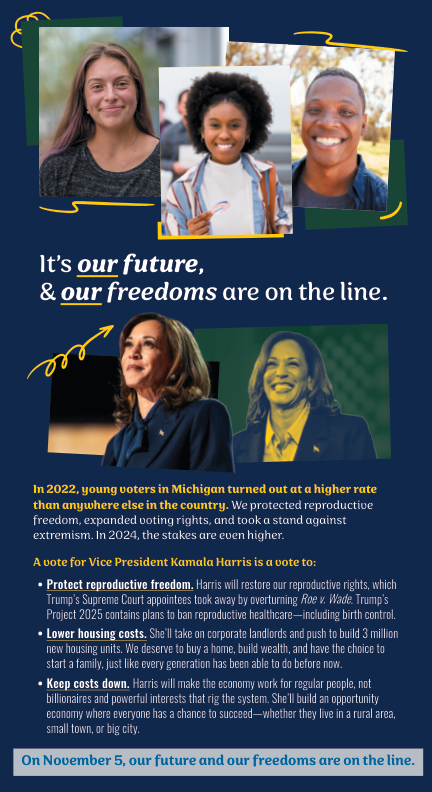 It's our future,
& our freedoms are on the line.
In 2022, young voters in Michigan turned out at a higher rate
than anywhere else in the country. We protected reproductive
freedom, expanded voting rights, and took a stand against
extremism. In 2024, the stakes are even higher.
A vote for Vice President Kamala Harris is a vote to:
• Protect reproductive freedom. Harris will restore our reproductive rights, which
Trump's Supreme Court appointees took away by overturning Roe v. Wade. Trump's
Project 2025 contains plans to ban reproductive healthcare—including birth control.
• Lower housing costs. She'll take on corporate landlords and push to build 3 million
new housing units. We deserve to buy a home, build wealth, and have the choice to
start a family, just like every generation has been able to do before now.
• Keep costs down. Harris will make the economy work for regular people, not
billionaires and powerful interests that rig the system. She'll build an opportunity
economy where everyone has a chance to succeed—whether they live in a rural area,
small town, or big city.
On November 5, our future and our freedoms are on the line.